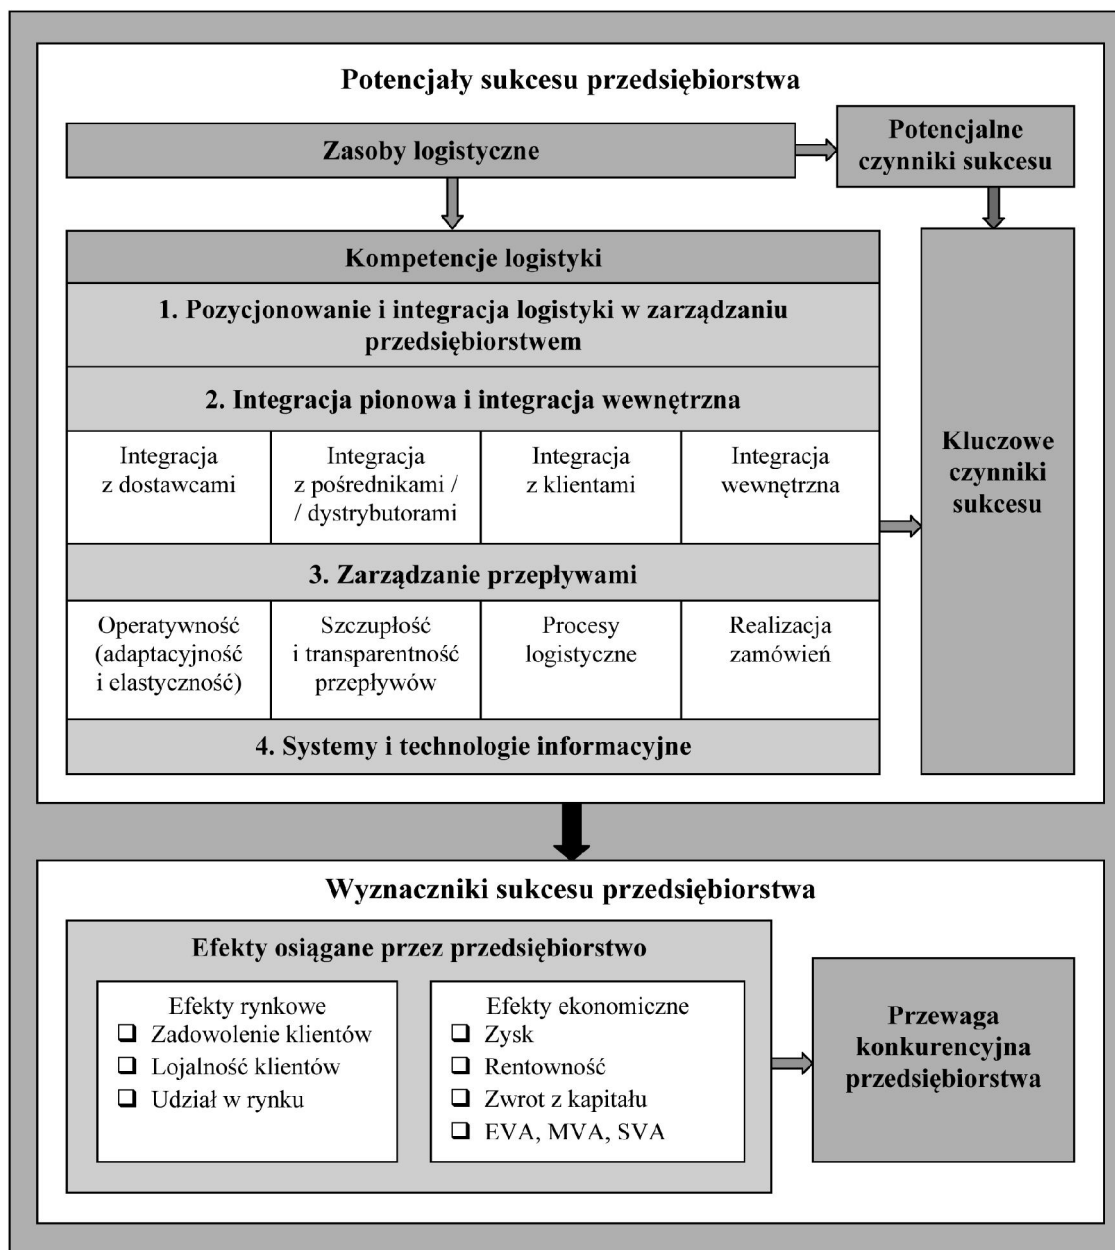 Potencjały sukcesu przedsiębiorstwa
Zasoby logistyczne
Potencjalne
czynniki sukcesu
Kompetencje logistyki
1. Pozycjonowanie i integracja logistyki w zarządzaniu
przedsiębiorstwem
2. Integracja pionowa i integracja wewnętrzna
Integracja
z dostawcami
Integracja
z pośrednikami /
/ dystrybutorami
Integracja
z klientami
Integracja
wewnętrzna
3. Zarządzanie przepływami
Operatywność
(adaptacyjność
i elastyczność)
Szczupłość
i transparentność
przepływów
Procesy
logistyczne
Realizacja
zamówień
4. Systemy i technologie informacyjne
Kluczowe
czynniki
sukcesu
Wyznaczniki sukcesu przedsiębiorstwa
Efekty osiągane przez przedsiębiorstwo
Efekty rynkowe
❑ Zadowolenie klientów
❑ Lojalność klientów
❑ Udział w rynku
Efekty ekonomiczne
❑ Zysk
❑ Rentowność
❑ Zwrot z kapitału
❑ EVA, MVA, SVA
Przewaga
konkurencyjna
przedsiębiorstwa